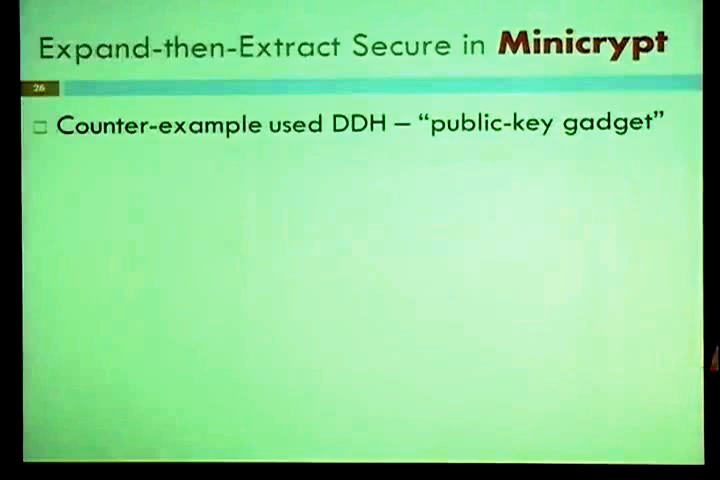 Expand-then-Extract Secure in Minicrypt
26
Counter-example used DDH – “public-key gadget”